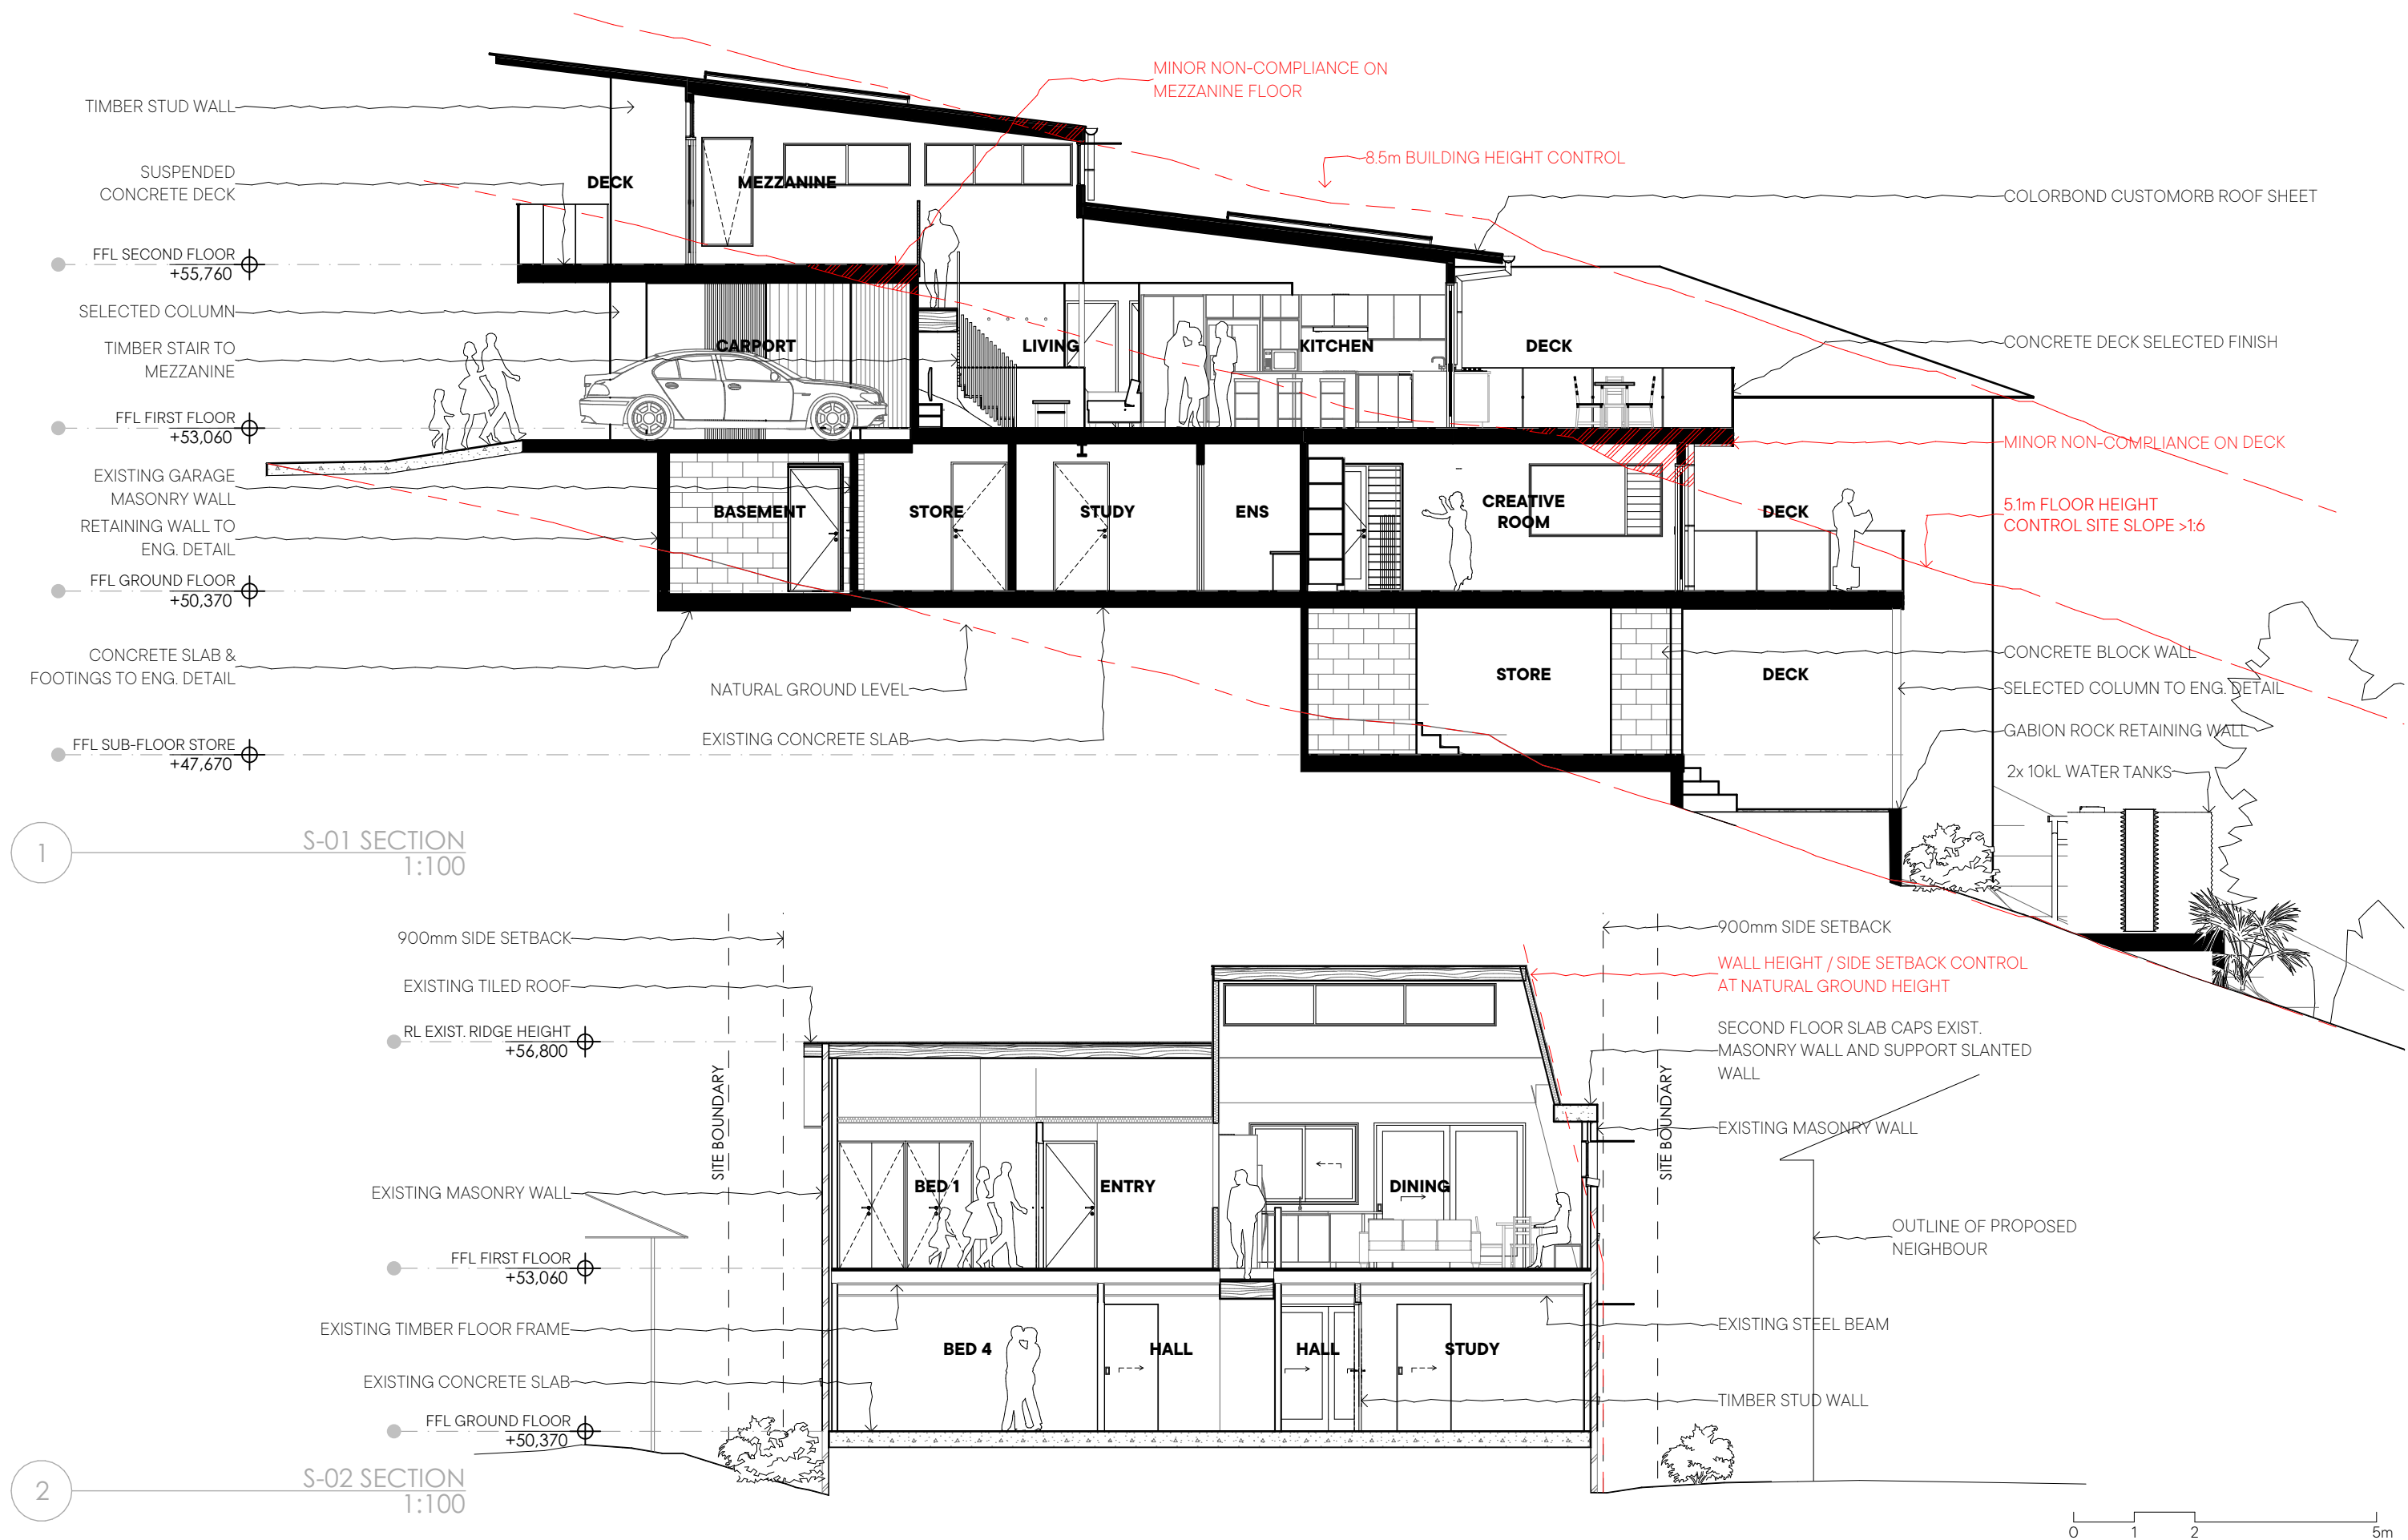 MINOR NON-COMPLIANCE ON
MEZZANINE FLOOR
TIMBER STUD WALL
8.5m BUILDING HEIGHT CONTROL
SUSPENDED
CONCRETE DECK
DECK
MEZZANINE
COLORBOND CUSTOMORB ROOF SHEET
FFL SECOND FLOOR
+55,760
SELECTED COLUMN
TIMBER STAIR TO
MEZZANINE
CARPORT
LIVING
KITCHEN
DECK
CONCRETE DECK SELECTED FINISH
FFL FIRST FLOOR
+53,060
MINOR NON-COMPLIANCE ON DECK
EXISTING GARAGE
MASONRY WALL
RETAINING WALL TO
ENG. DETAIL
BASEMENT
STORE
STUDY
ENS
CREATIVE
ROOM
DECK
5.1m FLOOR HEIGHT
CONTROL SITE SLOPE >1:6
FFL GROUND FLOOR
+50,370
CONCRETE SLAB &
FOOTINGS TO ENG. DETAIL
NATURAL GROUND LEVEL
EXISTING CONCRETE SLAB
STORE
DECK
CONCRETE BLOCK WALL
SELECTED COLUMN TO ENG. DETAIL
GABION ROCK RETAINING WALL
2x 10kL WATER TANKS
FFL SUB-FLOOR STORE
+47,670
1
S-01 SECTION
1:100
900mm SIDE SETBACK
EXISTING TILED ROOF
RL EXIST. RIDGE HEIGHT
+56,800
900mm SIDE SETBACK
WALL HEIGHT / SIDE SETBACK CONTROL
AT NATURAL GROUND HEIGHT
SECOND FLOOR SLAB CAPS EXIST.
MASONRY WALL AND SUPPORT SLANTED
WALL
SITE BOUNDARY
SITE BOUNDARY
EXISTING MASONRY WALL
EXISTING MASONRY WALL
BED 1
ENTRY
DINING
OUTLINE OF PROPOSED
NEIGHBOUR
FFL FIRST FLOOR
+53,060
EXISTING TIMBER FLOOR FRAME
EXISTING STEEL BEAM
BED 4
HALL
HALL
STUDY
EXISTING CONCRETE SLAB
TIMBER STUD WALL
FFL GROUND FLOOR
+50,370
2
S-02 SECTION
1:100
0 1 2 5m